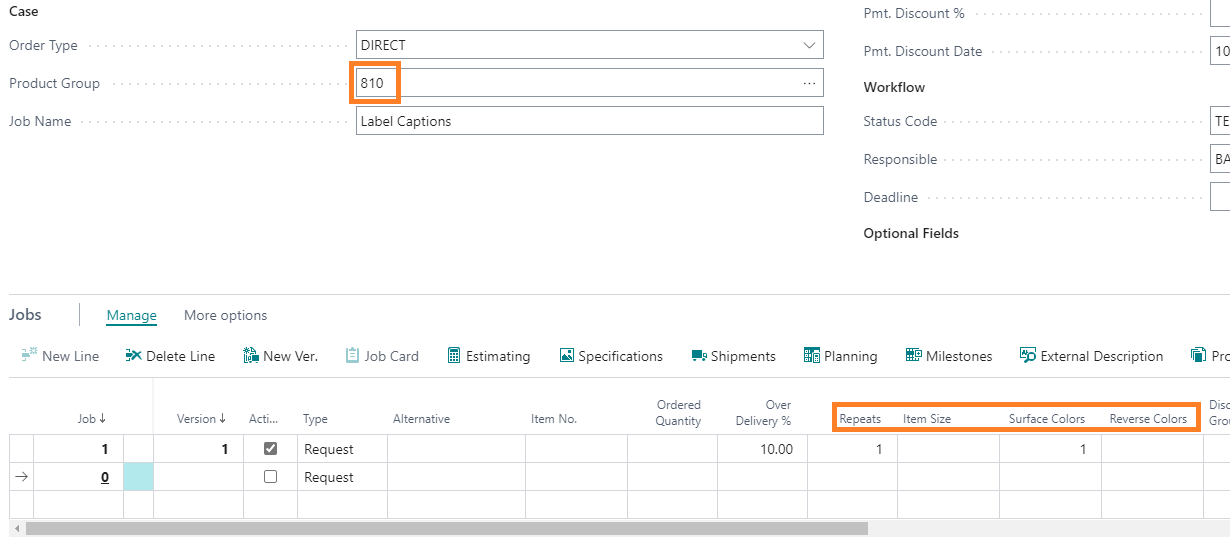 Case
Order Type DIRECT
Product Group 810 ...
Job Name Label Captions
Pmt. Discount %
Pmt. Discount Date 10
Workflow
Status Code TE
Responsible BA
Deadline
Optional Fields
Jobs Manage More options
New Line Delete Line New Ver. Job Card Estimating Specifications Shipments Planning Milestones External Description Pro
Job ↓ Version ↓ Acti... Type Alternative Item No. Ordered Quantity Over Delivery % Repeats Item Size Surface Colors Reverse Colors Disc Grou
1 1 Request 10.00 1 1
→ 0 Request